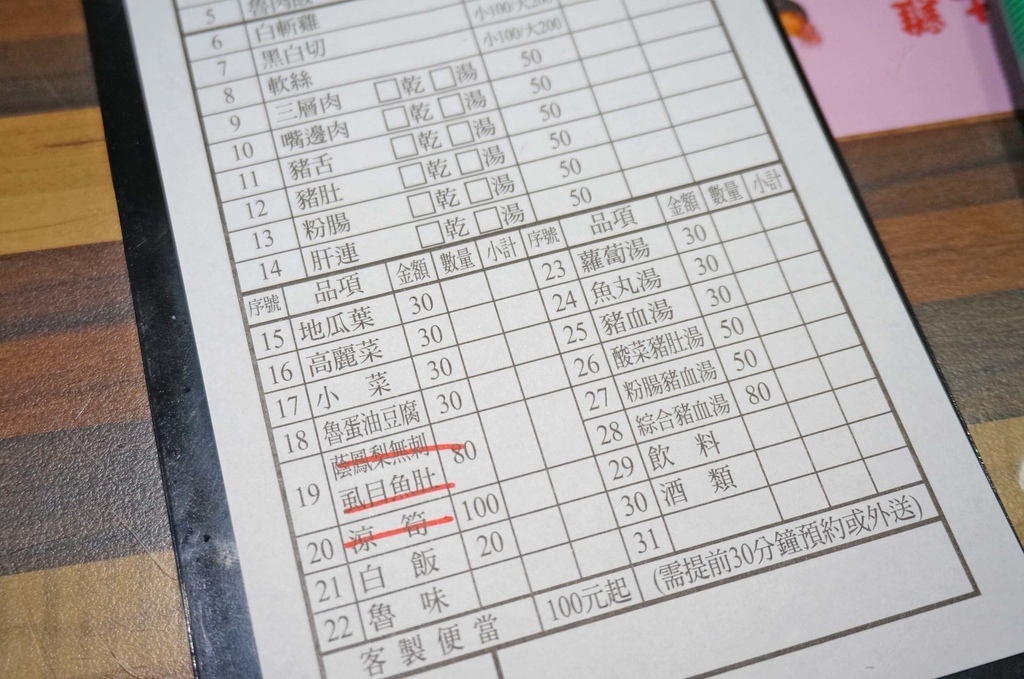 5 魯肉飯
6 白斬雞
7 黑白切 小100/大200
8 軟絲 小100/大200
9 三層肉 □乾 □湯 50
10 嘴邊肉 □乾 □湯 50
11 豬舌 □乾 □湯 50
12 豬肚 □乾 □湯 50
13 粉腸 □乾 □湯 50
14 肝連 □乾 □湯 50
序號 品項 金額 數量 小計 序號 品項 金額 數量 小計
15 地瓜葉 30 23 蘿蔔湯 30
16 高麗菜 30 24 魚丸湯 30
17 小菜 30 25 豬血湯 30
18 魯蛋油豆腐 30 26 酸菜豬肚湯 50
19 蔭鳳梨無刺 80 27 粉腸豬血湯 50
虱目魚肚 28 綜合豬血湯 80
20 涼筍 100 29 飲料
21 白飯 20 30 酒類
22 魯味 31
客製便當 100元起 (需提前30分鐘預約或外送)